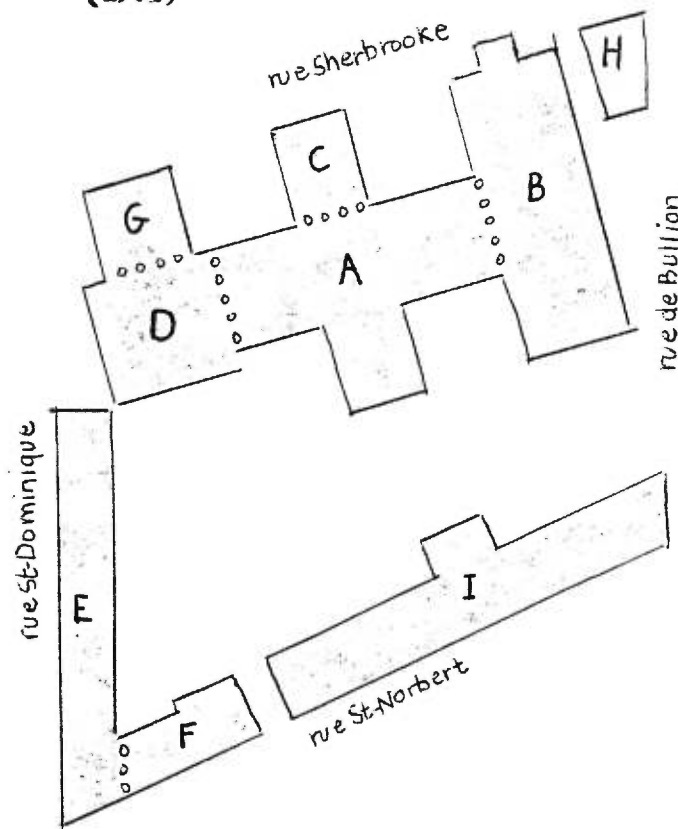 rue Sherbrooke
H
C
B
G
A
D
rue de Bullion
rue St-Dominique
E
I
F
rue St-Norbert